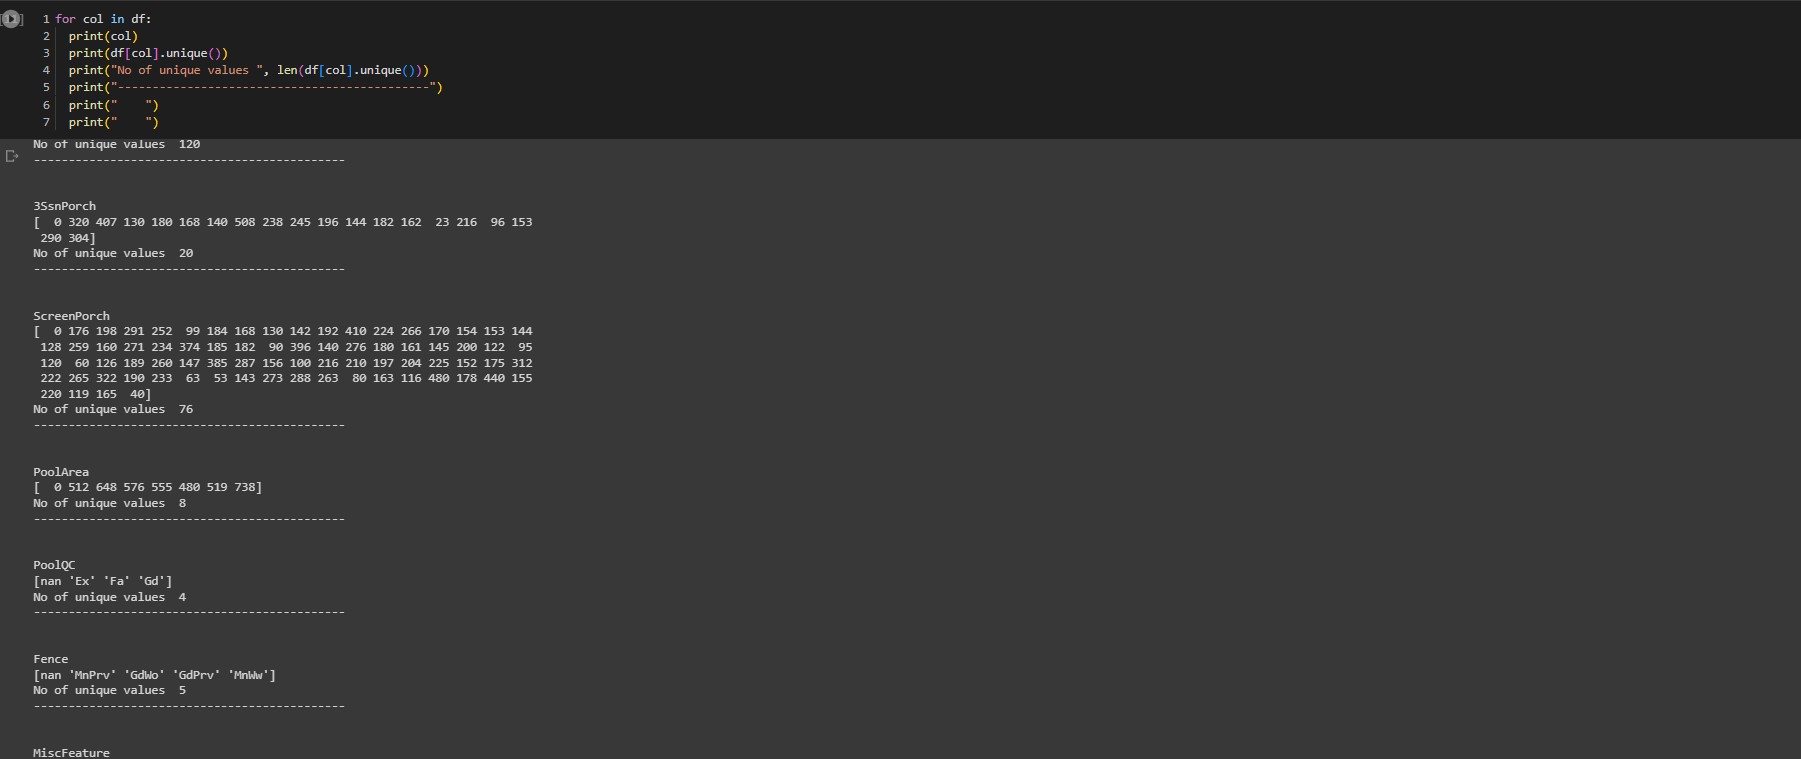 1 for col in df:
2   print(col)
3   print(df[col].unique())
4   print("No of unique values ", len(df[col].unique()))
5   print("---------------------------------------------")
6   print("    ")
7   print("    ")
No of unique values  120
---------------------------------------------
3SsnPorch
[  0 320 407 130 180 168 140 508 238 245 196 144 182 162  23 216  96 153
 290 304]
No of unique values  20
---------------------------------------------
ScreenPorch
[  0 176 198 291 252  99 184 168 130 142 192 410 224 266 170 154 153 144
 128 259 160 271 234 374 185 182  90 396 140 276 180 161 145 200 122  95
 120  60 126 189 260 147 385 287 156 100 216 210 197 204 225 152 175 312
 222 265 322 190 233  63  53 143 273 288 263  80 163 116 480 178 440 155
 220 119 165  40]
No of unique values  76
---------------------------------------------
PoolArea
[  0 512 648 576 555 480 519 738]
No of unique values  8
---------------------------------------------
PoolQC
[nan 'Ex' 'Fa' 'Gd']
No of unique values  4
---------------------------------------------
Fence
[nan 'MnPrv' 'GdWo' 'GdPrv' 'MnWw']
No of unique values  5
---------------------------------------------
MiscFeature